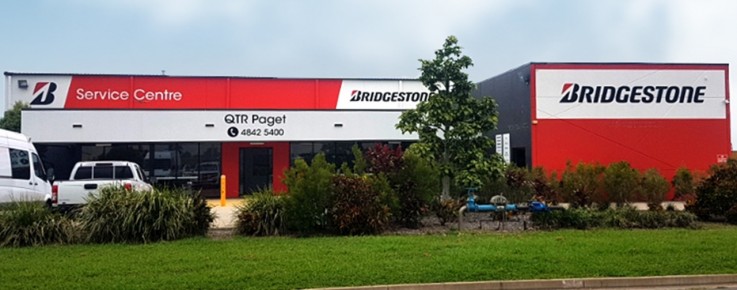 Service Centre
BRIDGESTONE
QTR Paget
4842 5400
BRIDGESTONE